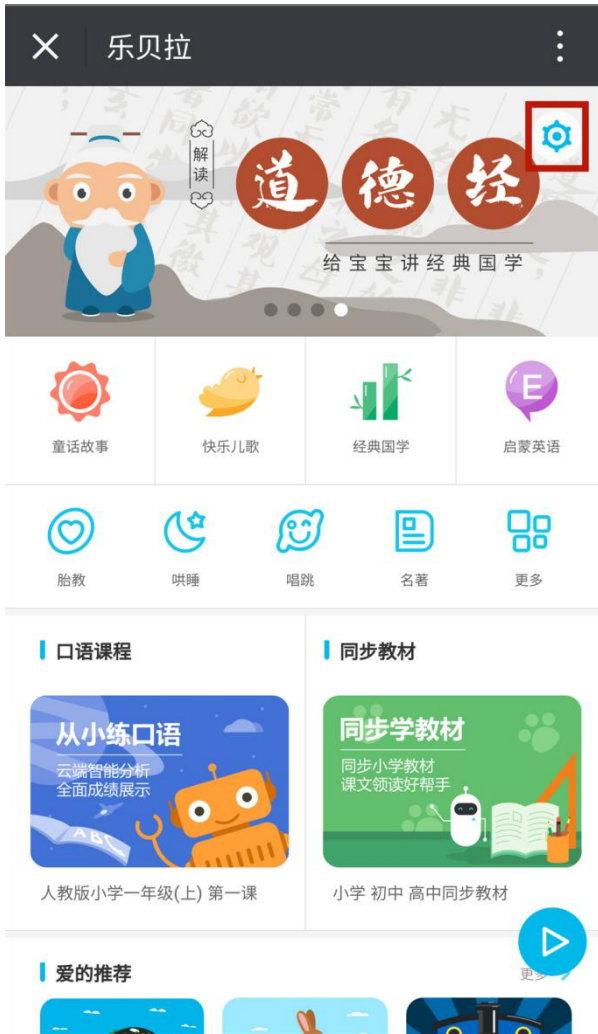 乐贝拉
解读
道德经
给宝宝讲经典国学
童话故事
快乐儿歌
经典国学
E
启蒙英语
胎教
哄睡
唱跳
名著
更多
口语课程
同步教材
从小练口语
云端智能分析
全面成绩展示
ABC
同步学教材
同步小学教材
课文领读好帮手
人教版小学一年级(上) 第一课
小学 初中 高中同步教材
爱的推荐
更多